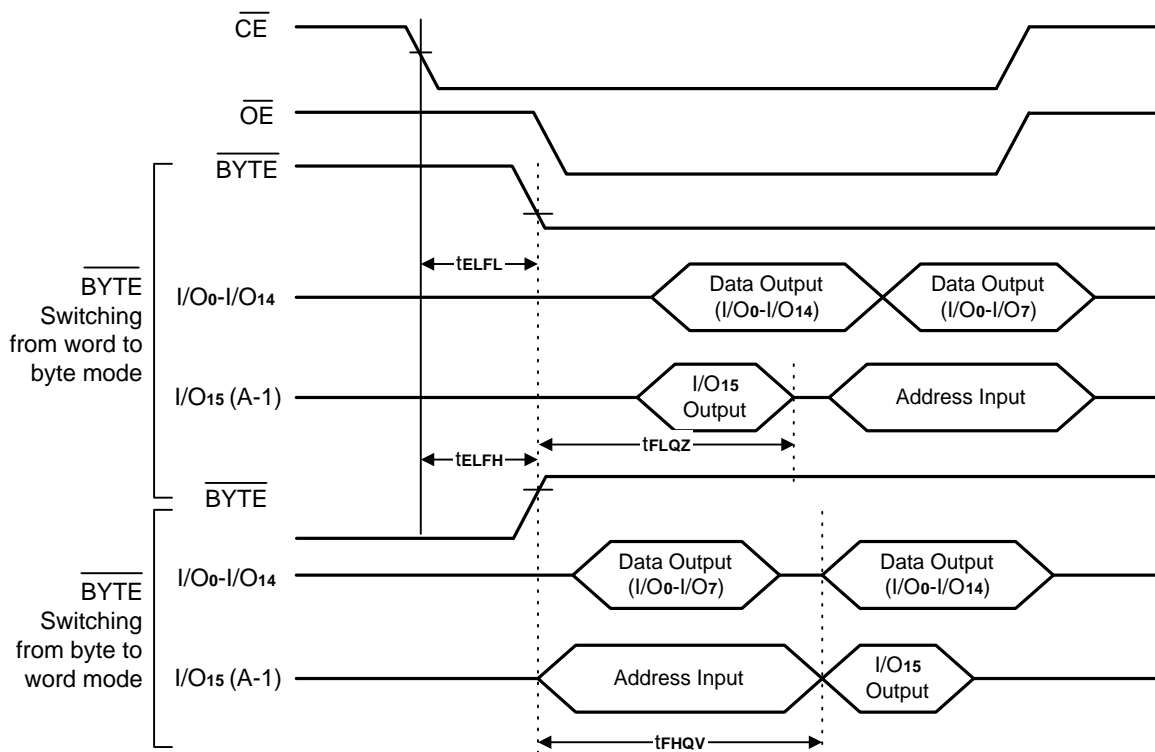 CE
OE
BYTE
tELFL
BYTE
Switching
from word to
byte mode
I/O0-I/O14
Data Output
(I/O0-I/O14)
Data Output
(I/O0-I/O7)
I/O15 (A-1)
I/O15
Output
Address Input
tELFH
tFLQZ
BYTE
BYTE
Switching
from byte to
word mode
I/O0-I/O14
Data Output
(I/O0-I/O7)
Data Output
(I/O0-I/O14)
I/O15 (A-1)
Address Input
I/O15
Output
tFHQV